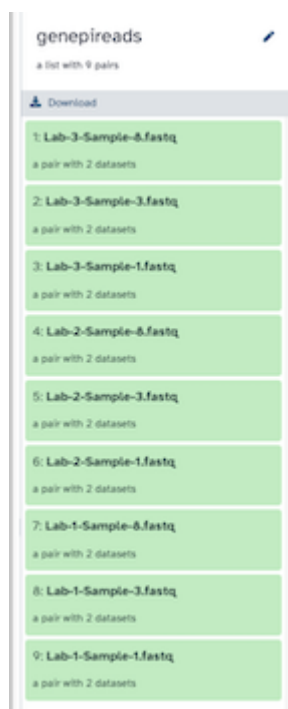 genepireads
a list with 9 pairs
Download
1: Lab-3-Sample-8.fastq
a pair with 2 datasets
2: Lab-3-Sample-3.fastq
a pair with 2 datasets
3: Lab-3-Sample-1.fastq
a pair with 2 datasets
4: Lab-2-Sample-8.fastq
a pair with 2 datasets
5: Lab-2-Sample-3.fastq
a pair with 2 datasets
6: Lab-2-Sample-1.fastq
a pair with 2 datasets
7: Lab-1-Sample-8.fastq
a pair with 2 datasets
8: Lab-1-Sample-3.fastq
a pair with 2 datasets
9: Lab-1-Sample-1.fastq
a pair with 2 datasets